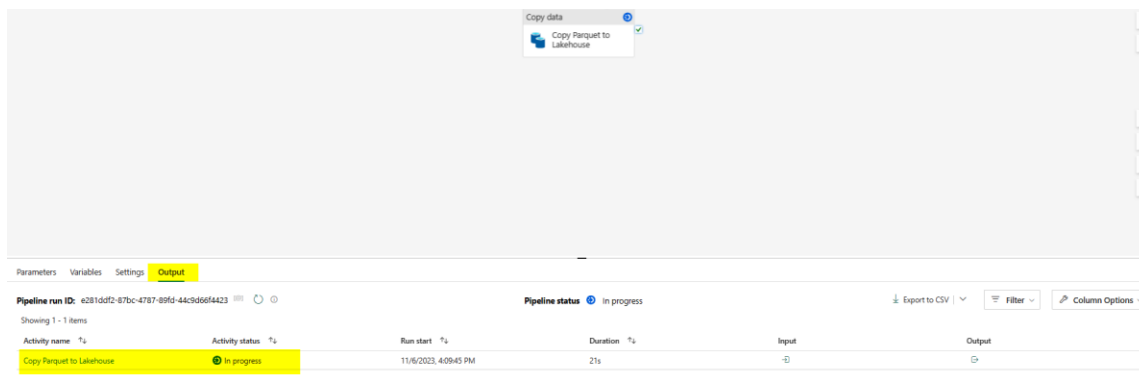 Copy data
Copy Parquet to
Lakehouse
Parameters Variables Settings Output
Pipeline run ID: e281ddf2-87bc-4787-89fd-44c9d66f4423 Pipeline status In progress Export to CSV Filter Column Options
Showing 1 - 1 items
Activity name Activity status Run start Duration Input Output
Copy Parquet to Lakehouse In progress 11/6/2023, 4:09:45 PM 21s